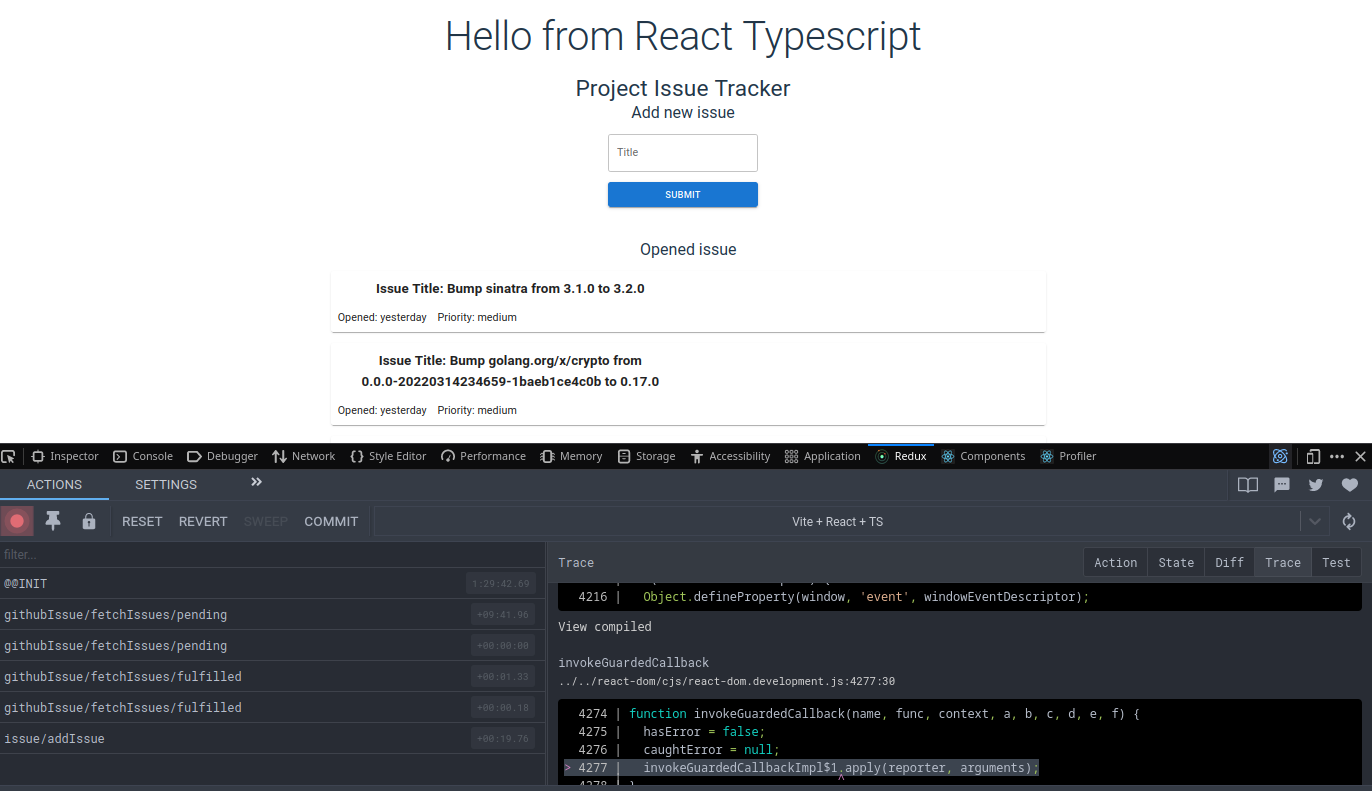 Hello from React Typescript
Project Issue Tracker
Add new issue
Title
SUBMIT
Opened issue
Issue Title: Bump sinatra from 3.1.0 to 3.2.0
Opened: yesterday Priority: medium
Issue Title: Bump golang.org/x/crypto from
0.0.0-20220314234659-1baeb1ce4c0b to 0.17.0
Opened: yesterday Priority: medium
Inspector Console Debugger Network Style Editor Performance Memory Storage Accessibility Application Redux Components Profiler
ACTIONS SETTINGS
RESET REVERT SWEEP COMMIT Vite + React + TS
filter...
@@INIT 1:29:42.69
githubIssue/fetchIssues/pending +09:41.96
githubIssue/fetchIssues/pending +00:00:00
githubIssue/fetchIssues/fulfilled +00:01.33
githubIssue/fetchIssues/fulfilled +00:00.18
issue/addIssue +00:19.76
Trace Action State Diff Trace Test
4216 | Object.defineProperty(window, 'event', windowEventDescriptor);
View compiled
invokeGuardedCallback
../../react-dom/cjs/react-dom.development.js:4277:30
4274 | function invokeGuardedCallback(name, func, context, a, b, c, d, e, f) {
4275 | hasError = false;
4276 | caughtError = null;
> 4277 | invokeGuardedCallbackImpl$1.apply(reporter, arguments);
| ^
4278 | }